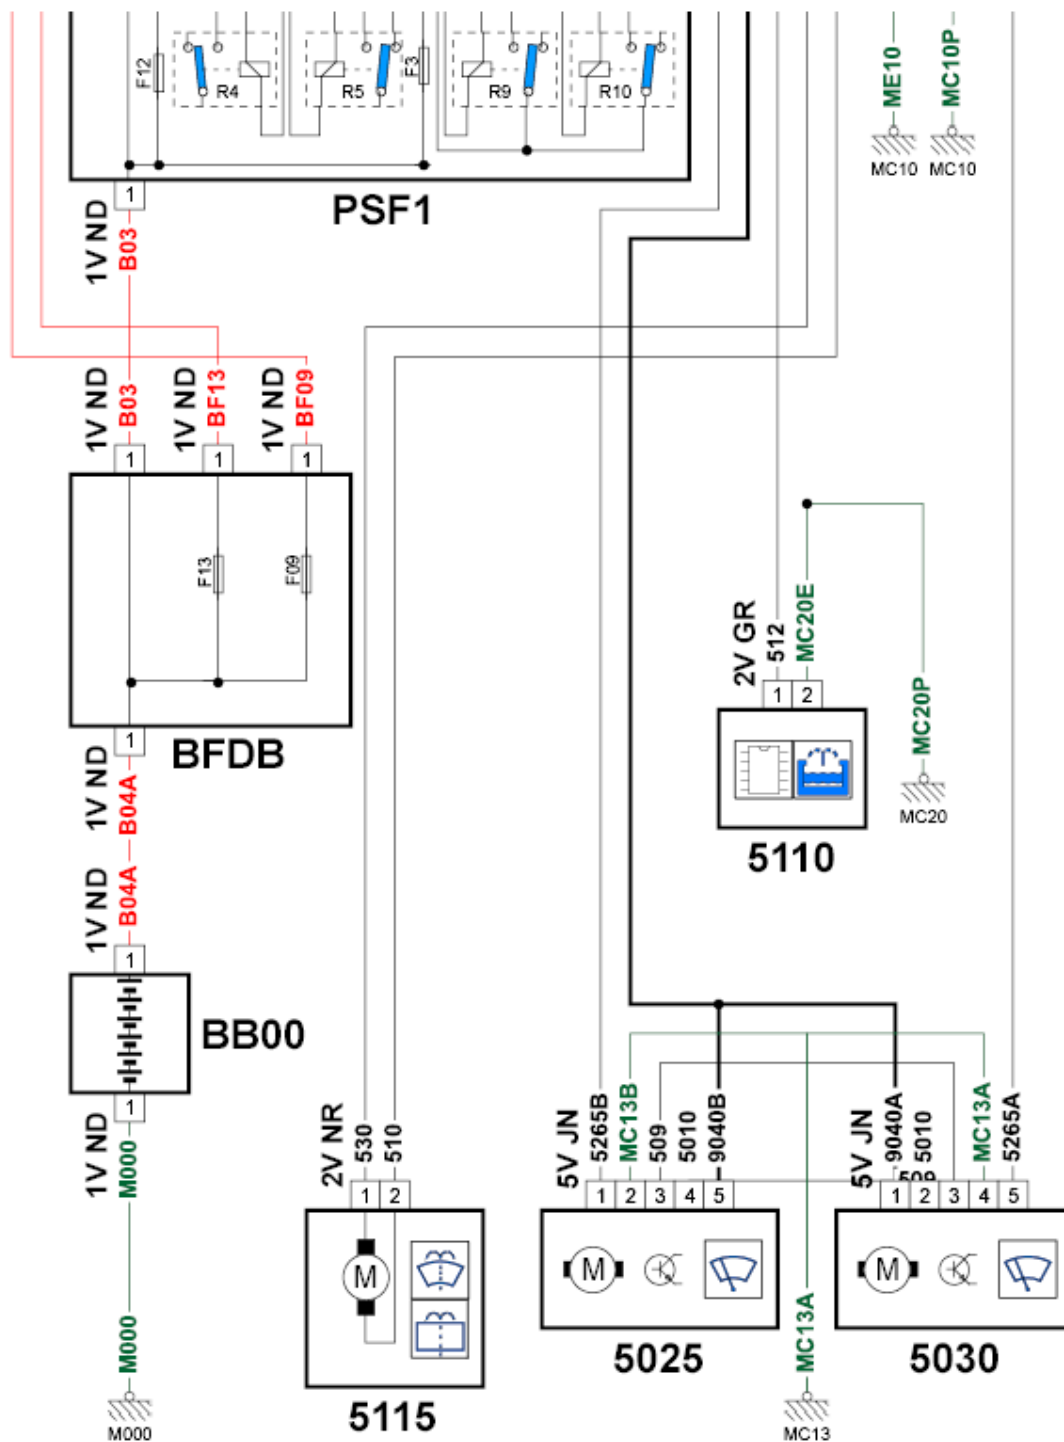 F12
R4
R5
F3
R9
R10
ME10
MC10P
MC10
MC10
1
PSF1
1V ND
B03
1V ND
B03
1V ND
BF13
1V ND
BF09
1
1
1
F13
F09
2V GR
512
MC20E
1
2
MC20P
MC20
5110
1
BFDB
1V ND
B04A
1V ND
B04A
1
BB00
1
1V ND
M000
M000
M000
2V NR
530
510
1
2
5115
5V JN
5265B
MC13B
509
5010
9040B
1
2
3
4
5
M
5025
5V JN
9040A
5010
509
MC13A
5265A
1
2
3
4
5
M
5030
M
MC13A
MC13